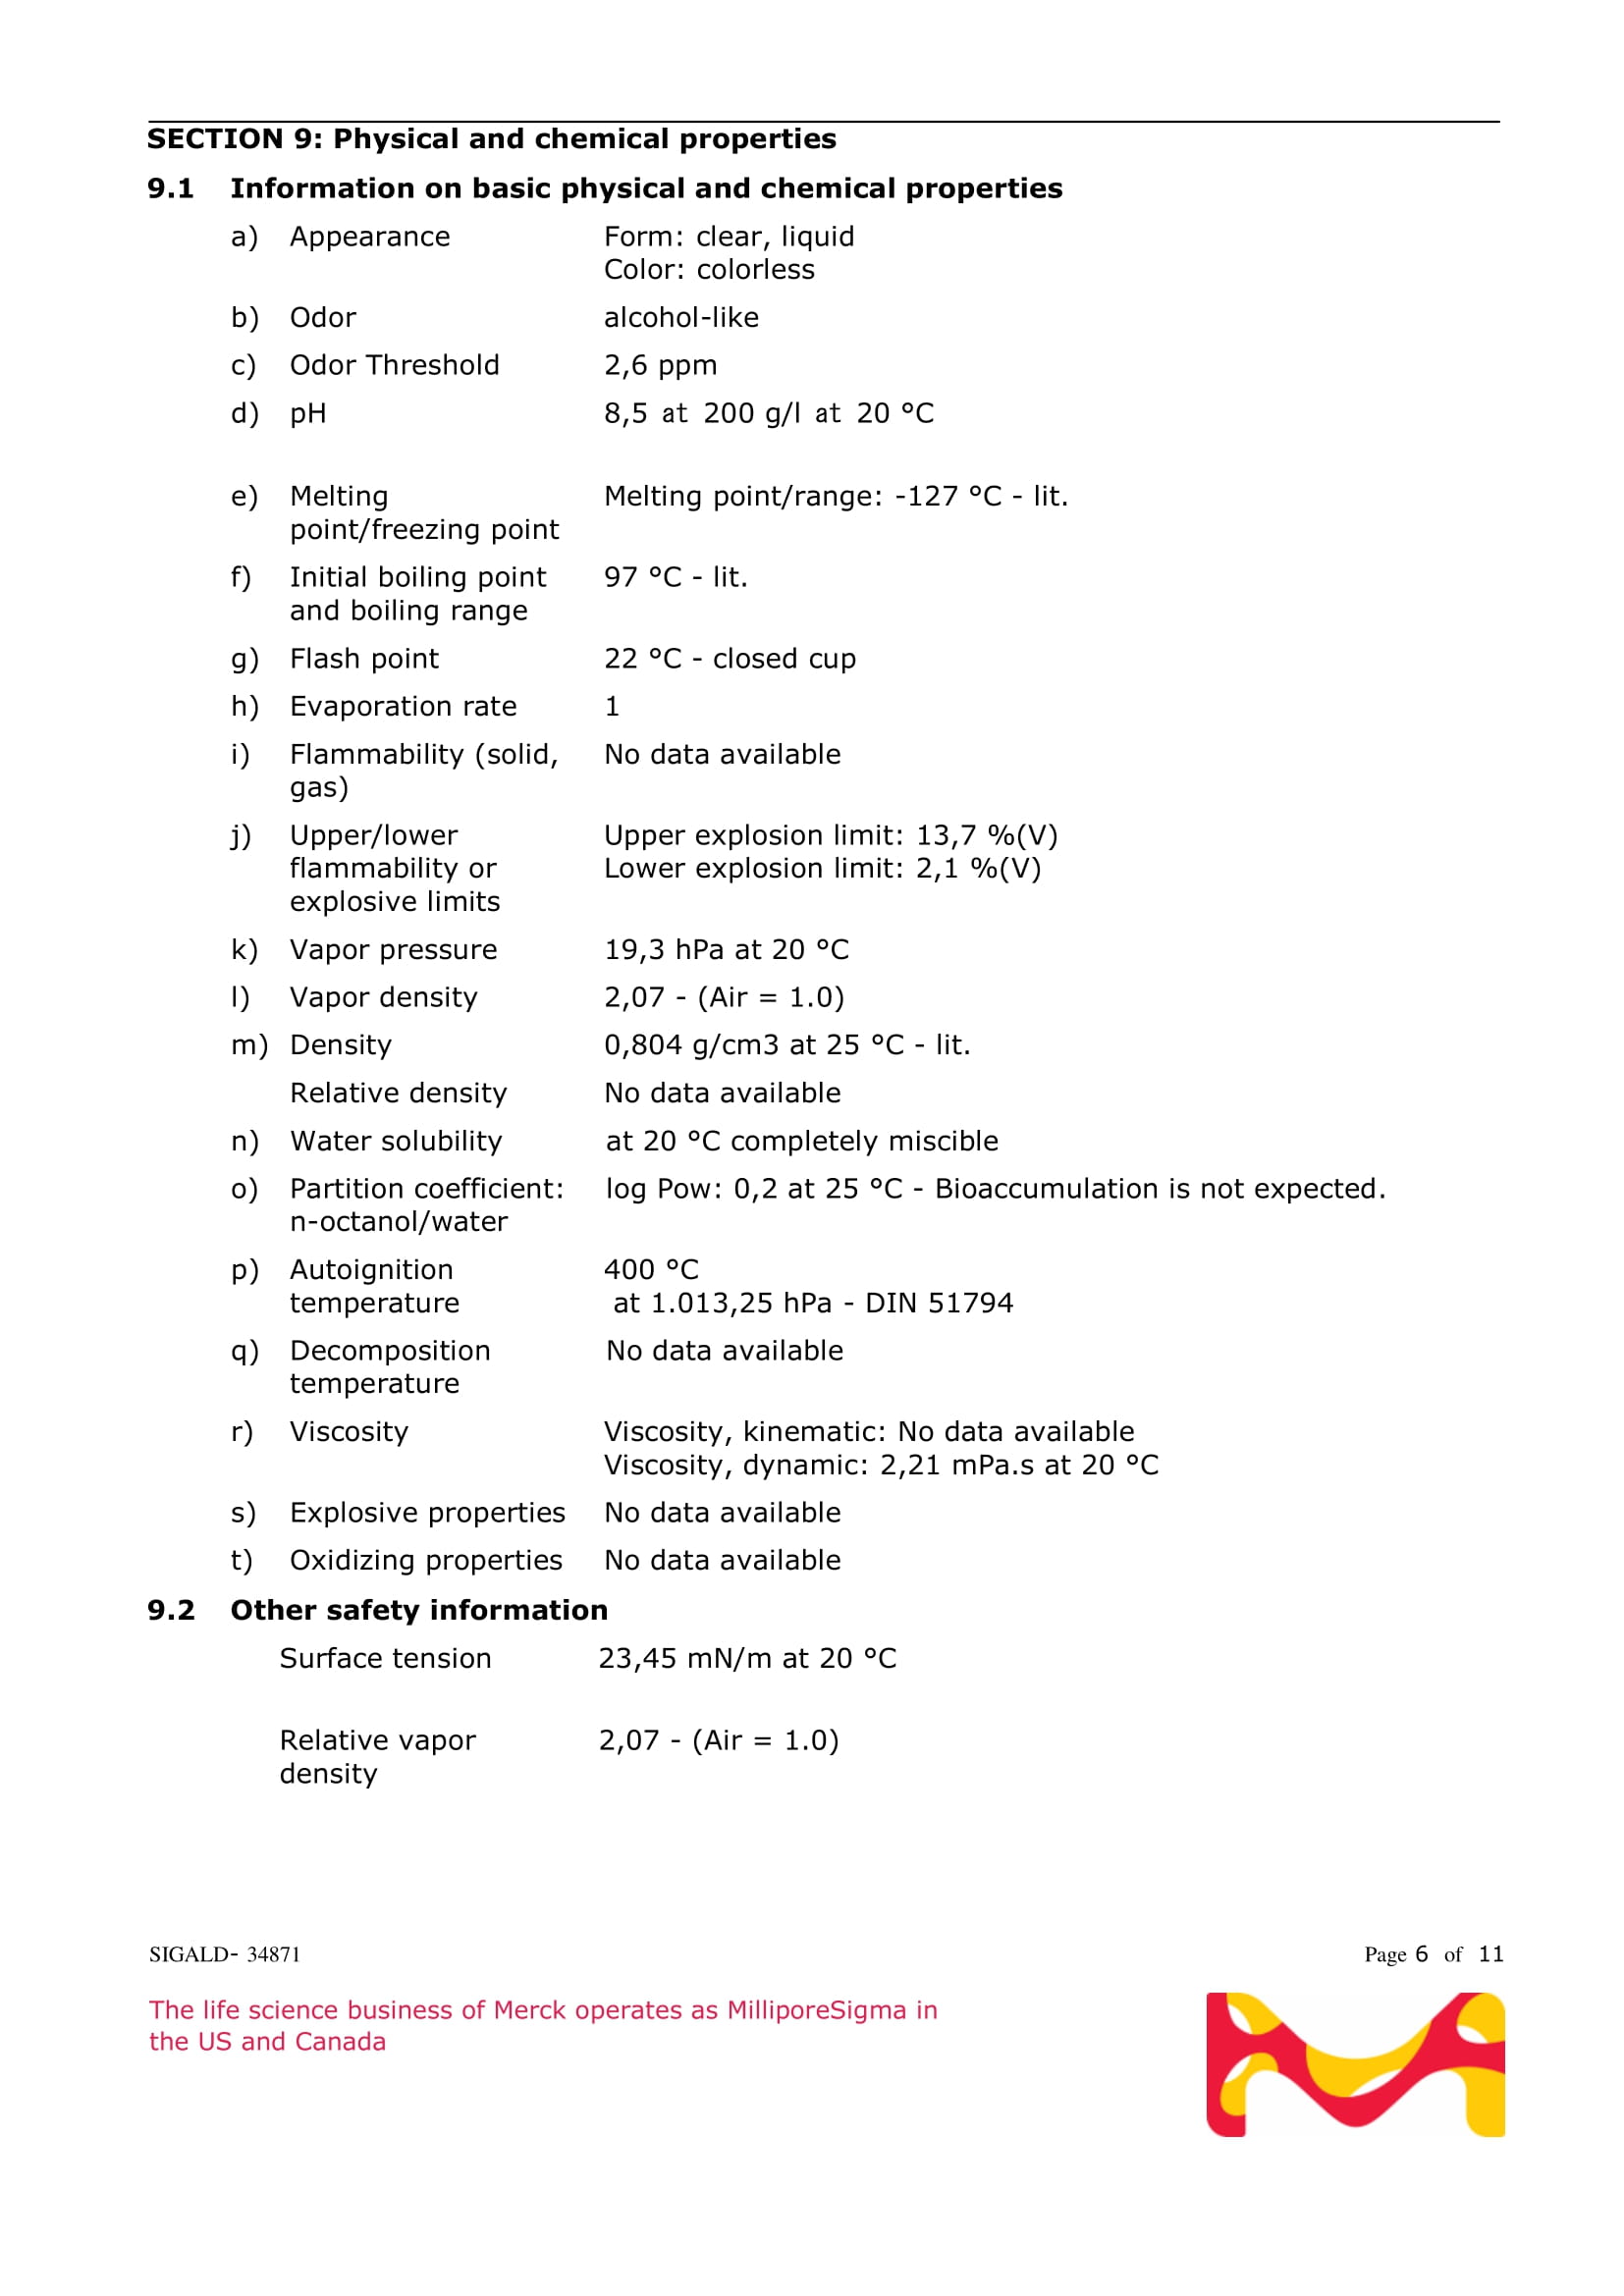 SECTION 9: Physical and chemical properties
9.1 Information on basic physical and chemical properties
a) Appearance Form: clear, liquid
Color: colorless
b) Odor alcohol-like
c) Odor Threshold 2,6 ppm
d) pH 8,5 at 200 g/l at 20 °C
e) Melting Melting point/range: -127 °C - lit.
point/freezing point
f) Initial boiling point 97 °C - lit.
and boiling range
g) Flash point 22 °C - closed cup
h) Evaporation rate 1
i) Flammability (solid, No data available
gas)
j) Upper/lower Upper explosion limit: 13,7 %(V)
flammability or Lower explosion limit: 2,1 %(V)
explosive limits
k) Vapor pressure 19,3 hPa at 20 °C
l) Vapor density 2,07 - (Air = 1.0)
m) Density 0,804 g/cm3 at 25 °C - lit.
Relative density No data available
n) Water solubility at 20 °C completely miscible
o) Partition coefficient: log Pow: 0,2 at 25 °C - Bioaccumulation is not expected.
n-octanol/water
p) Autoignition 400 °C
temperature at 1.013,25 hPa - DIN 51794
q) Decomposition No data available
temperature
r) Viscosity Viscosity, kinematic: No data available
Viscosity, dynamic: 2,21 mPa.s at 20 °C
s) Explosive properties No data available
t) Oxidizing properties No data available
9.2 Other safety information
Surface tension 23,45 mN/m at 20 °C
Relative vapor 2,07 - (Air = 1.0)
density
SIGALD- 34871 Page 6 of 11
The life science business of Merck operates as MilliporeSigma in
the US and Canada